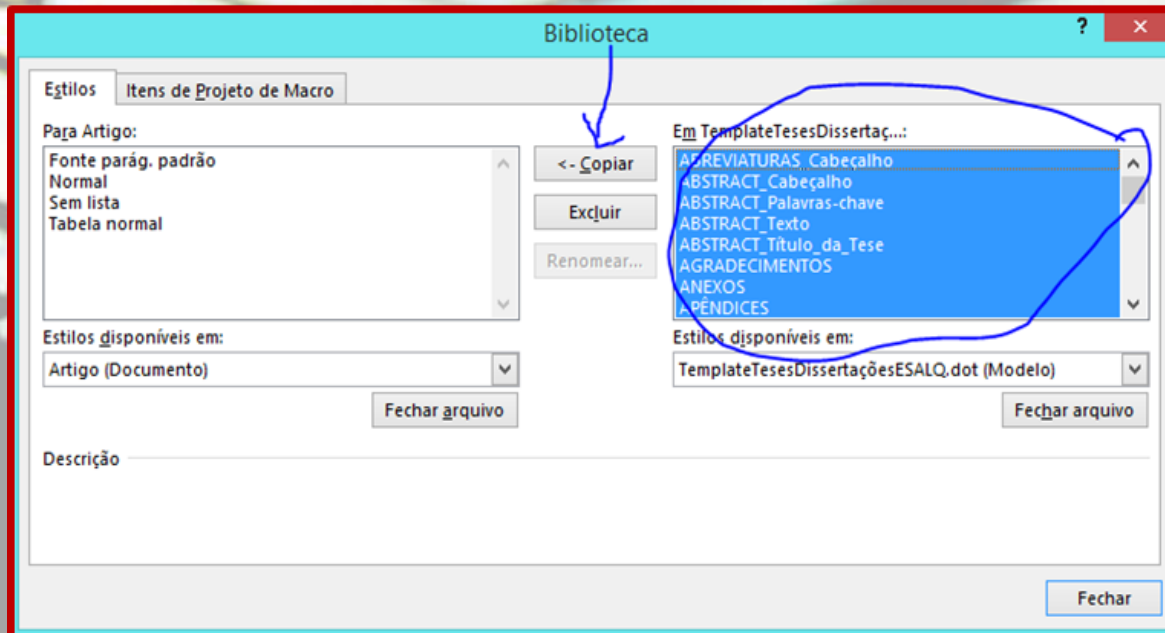 Biblioteca
?
Estilos
Itens de Projeto de Macro
Para Artigo:
Fonte parág. padrão
Normal
Sem lista
Tabela normal
<- Copiar
Excluir
Renomear...
Em TemplateTesesDissertaç...:
ABREVIATURAS_Cabeçalho
ABSTRACT_Cabeçalho
ABSTRACT_Palavras-chave
ABSTRACT_Texto
ABSTRACT_Título_da_Tese
AGRADECIMENTOS
ANEXOS
APÊNDICES
Estilos disponíveis em:
Artigo (Documento)
Fechar arquivo
Estilos disponíveis em:
TemplateTesesDissertaçõesESALQ.dot (Modelo)
Fechar arquivo
Descrição
Fechar